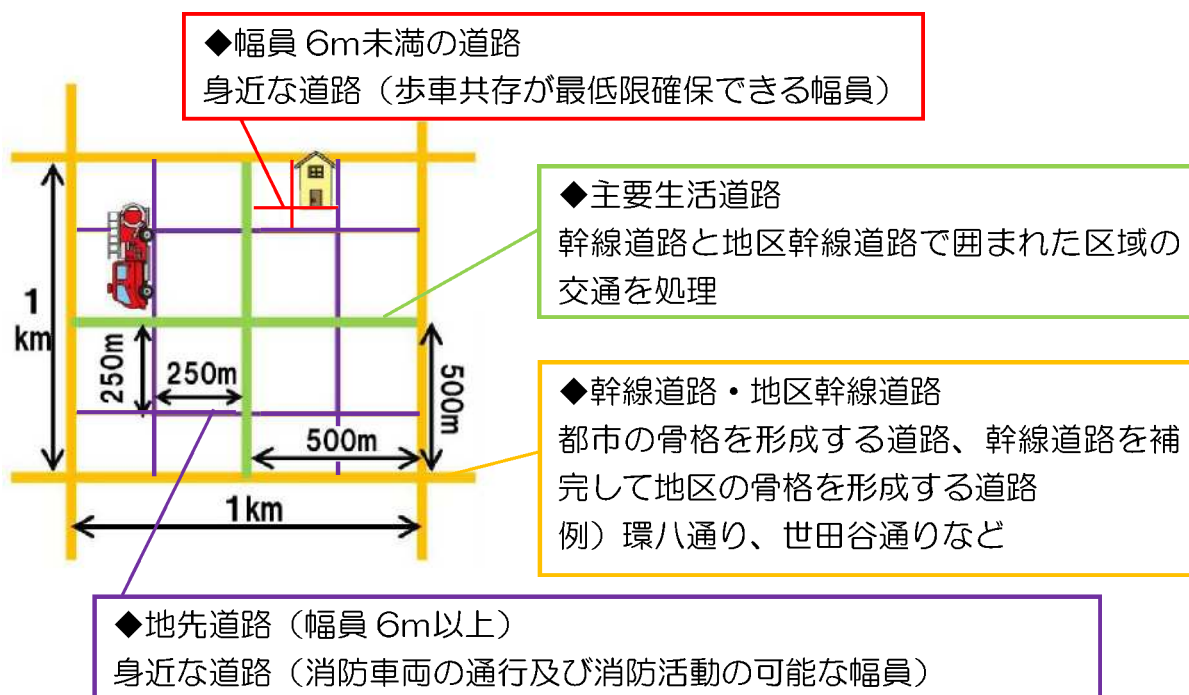 ◆幅員6m未満の道路
身近な道路（歩車共存が最低限確保できる幅員）
◆主要生活道路
幹線道路と地区幹線道路で囲まれた区域の
交通を処理
1
km
250m
250m
500m
500m
1km
◆幹線道路・地区幹線道路
都市の骨格を形成する道路、幹線道路を補
完して地区の骨格を形成する道路
例）環八通り、世田谷通りなど
◆地先道路（幅員6m以上）
身近な道路（消防車両の通行及び消防活動の可能な幅員）